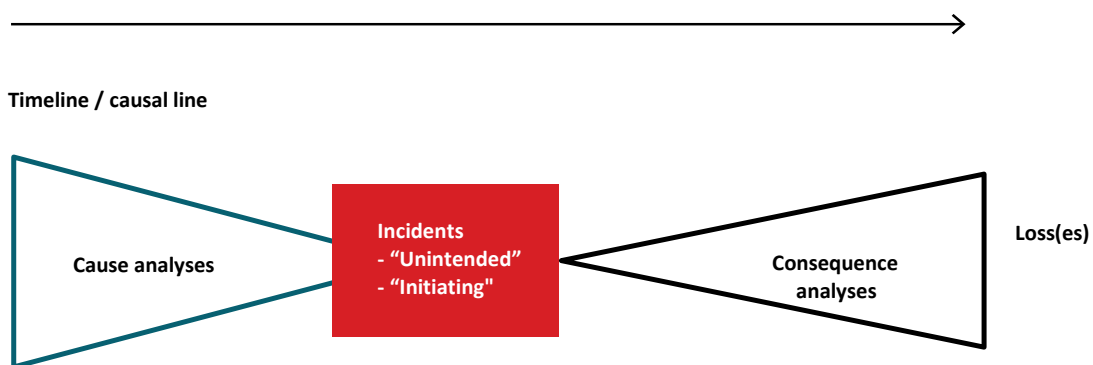 Timeline / causal line
Incidents
- “Unintended”
- “Initiating"
Cause analyses
Consequence
analyses
Loss(es)